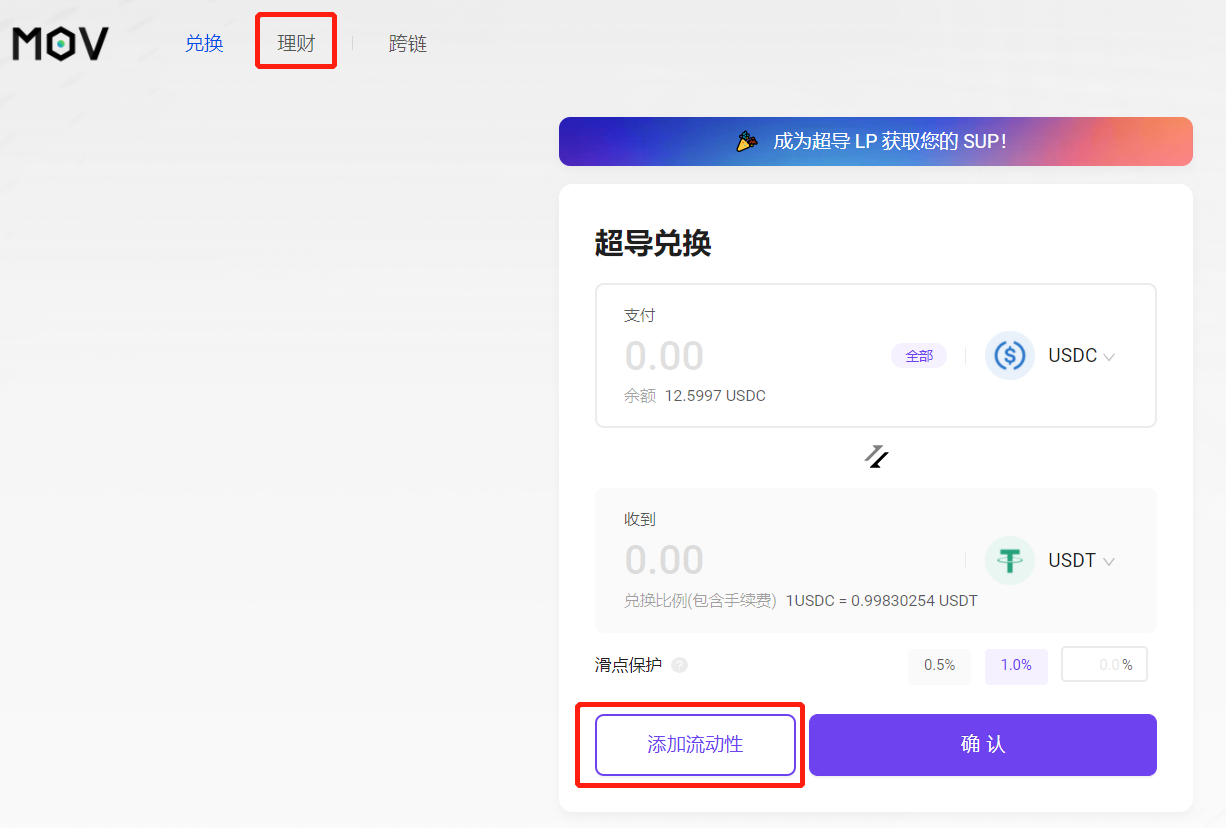 MOV 兑换 理财 跨链
成为超导 LP 获取您的 SUP!
超导兑换
支付
0.00 全部 USDC
余额 12.5997 USDC
收到
0.00 USDT
兑换比例(包含手续费) 1USDC = 0.99830254 USDT
滑点保护 ? 0.5% 1.0% 0.0 %
添加流动性 确 认